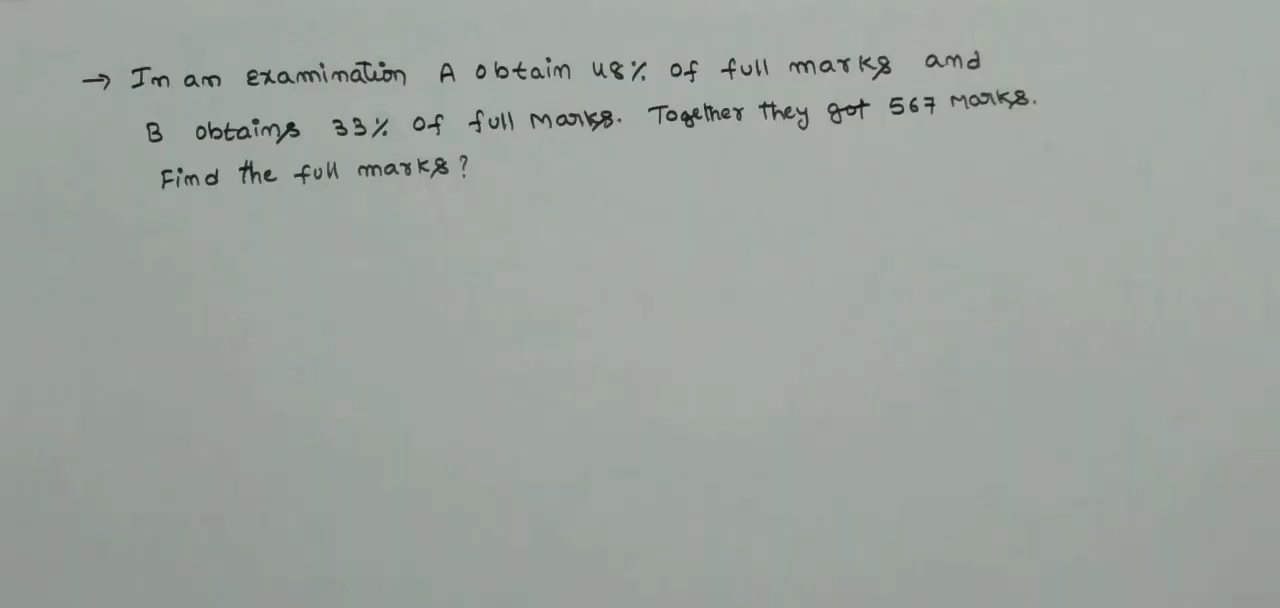 → In an examination A obtain 48% of full marks and
B obtains 33% of full marks. Together they got 567 marks.
Find the full marks?